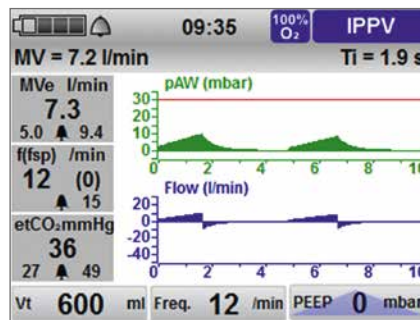 09:35 100% O₂ IPPV
MV = 7.2 l/min Ti = 1.9 s
MVe l/min
7.3
5.0 9.4
f(fsp) /min
12 (0)
15
etCO₂mmHg
36
27 49
pAW (mbar)
30
20
10
0
0 2 4 6 8 10
Flow (l/min)
20
0
-20
-40
0 2 4 6 8 10
Vt 600 ml Freq. 12 /min PEEP 0 mbar